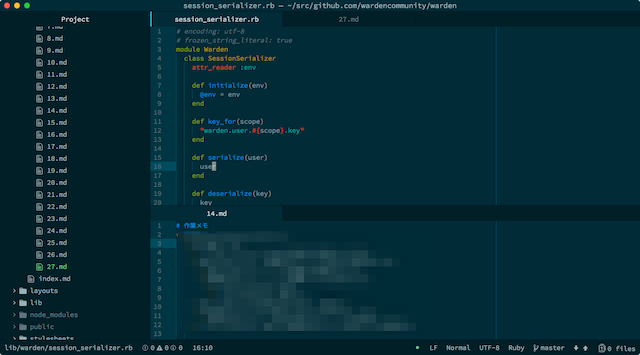 session_serializer.rb — ~/src/github.com/wardencommunity/warden
Project
7.md
8.md
9.md
10.md
11.md
12.md
13.md
14.md
15.md
16.md
17.md
18.md
19.md
20.md
21.md
22.md
23.md
24.md
25.md
26.md
27.md
index.md
layouts
lib
node_modules
public
stylesheets
session_serializer.rb
27.md
1 # encoding: utf-8
2 # frozen_string_literal: true
3 module Warden
4 class SessionSerializer
5 attr_reader :env
6
7 def initialize(env)
8 @env = env
9 end
10
11 def key_for(scope)
12 "warden.user.#{scope}.key"
13 end
14
15 def serialize(user)
16 user
17 end
18
19 def deserialize(key)
20 key
14.md
1 # 作業メモ
2
3
4
5
6
7
8
9
10
11
12
13
lib/warden/session_serializer.rb 0 0 0 16:10
LF Normal UTF-8 Ruby master 0 files